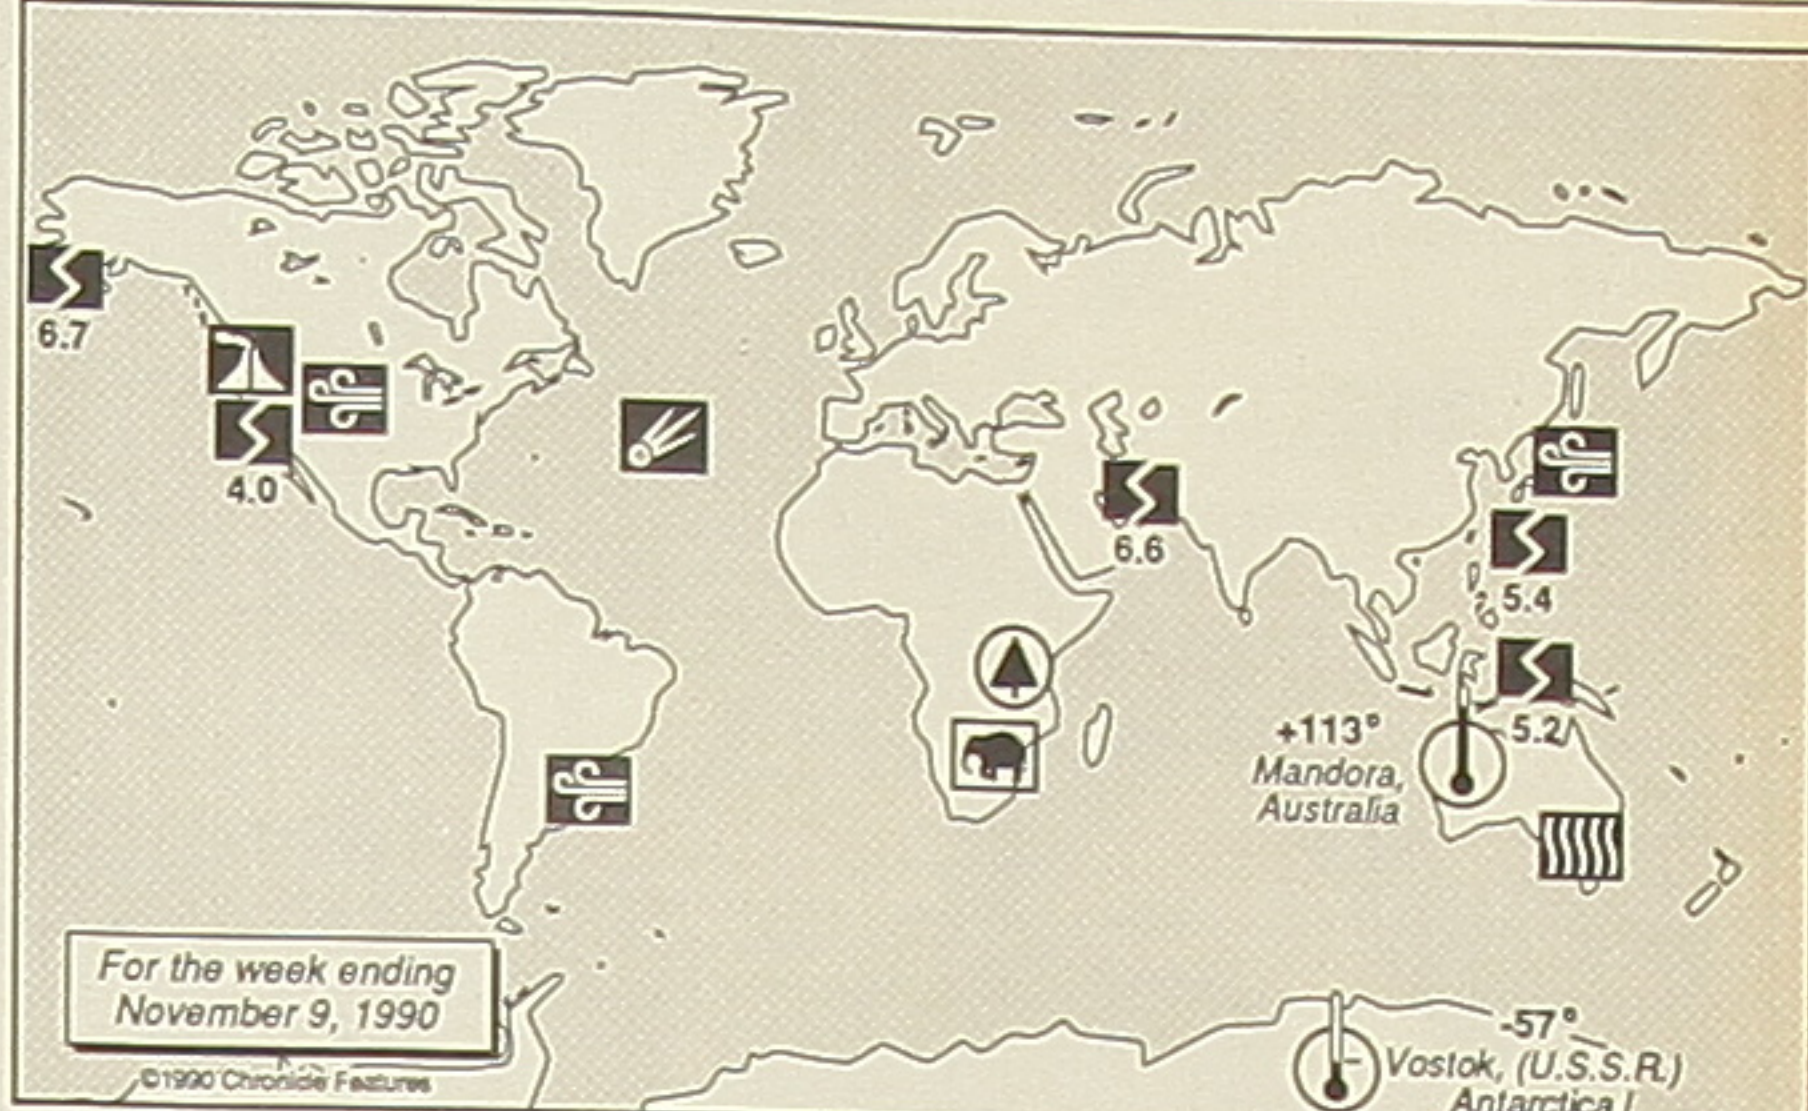 6.7
4.0
6.6
5.4
5.2
+113°
Mandora,
Australia
For the week ending
November 9, 1990
©1990 Chronicle Features
-57°
Vostok, (U.S.S.R.)
Antarctica